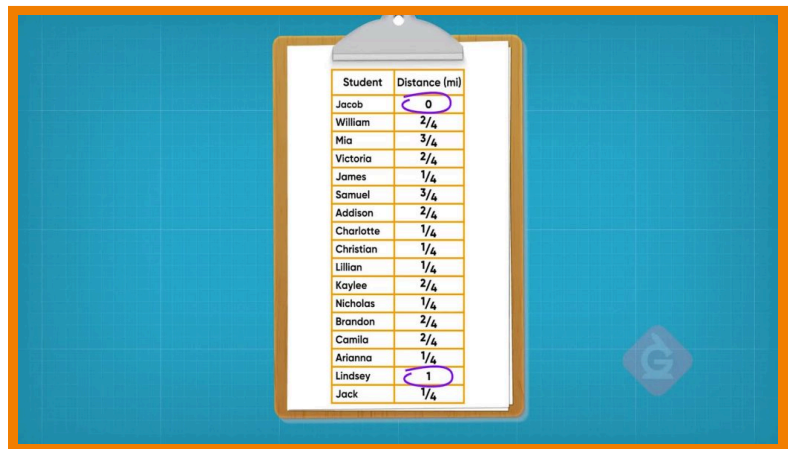 Student Distance (mi)
Jacob 0
William 2/4
Mia 3/4
Victoria 2/4
James 1/4
Samuel 3/4
Addison 2/4
Charlotte 1/4
Christian 1/4
Lillian 1/4
Kaylee 2/4
Nicholas 1/4
Brandon 2/4
Camila 2/4
Arianna 1/4
Lindsey 1
Jack 1/4
G